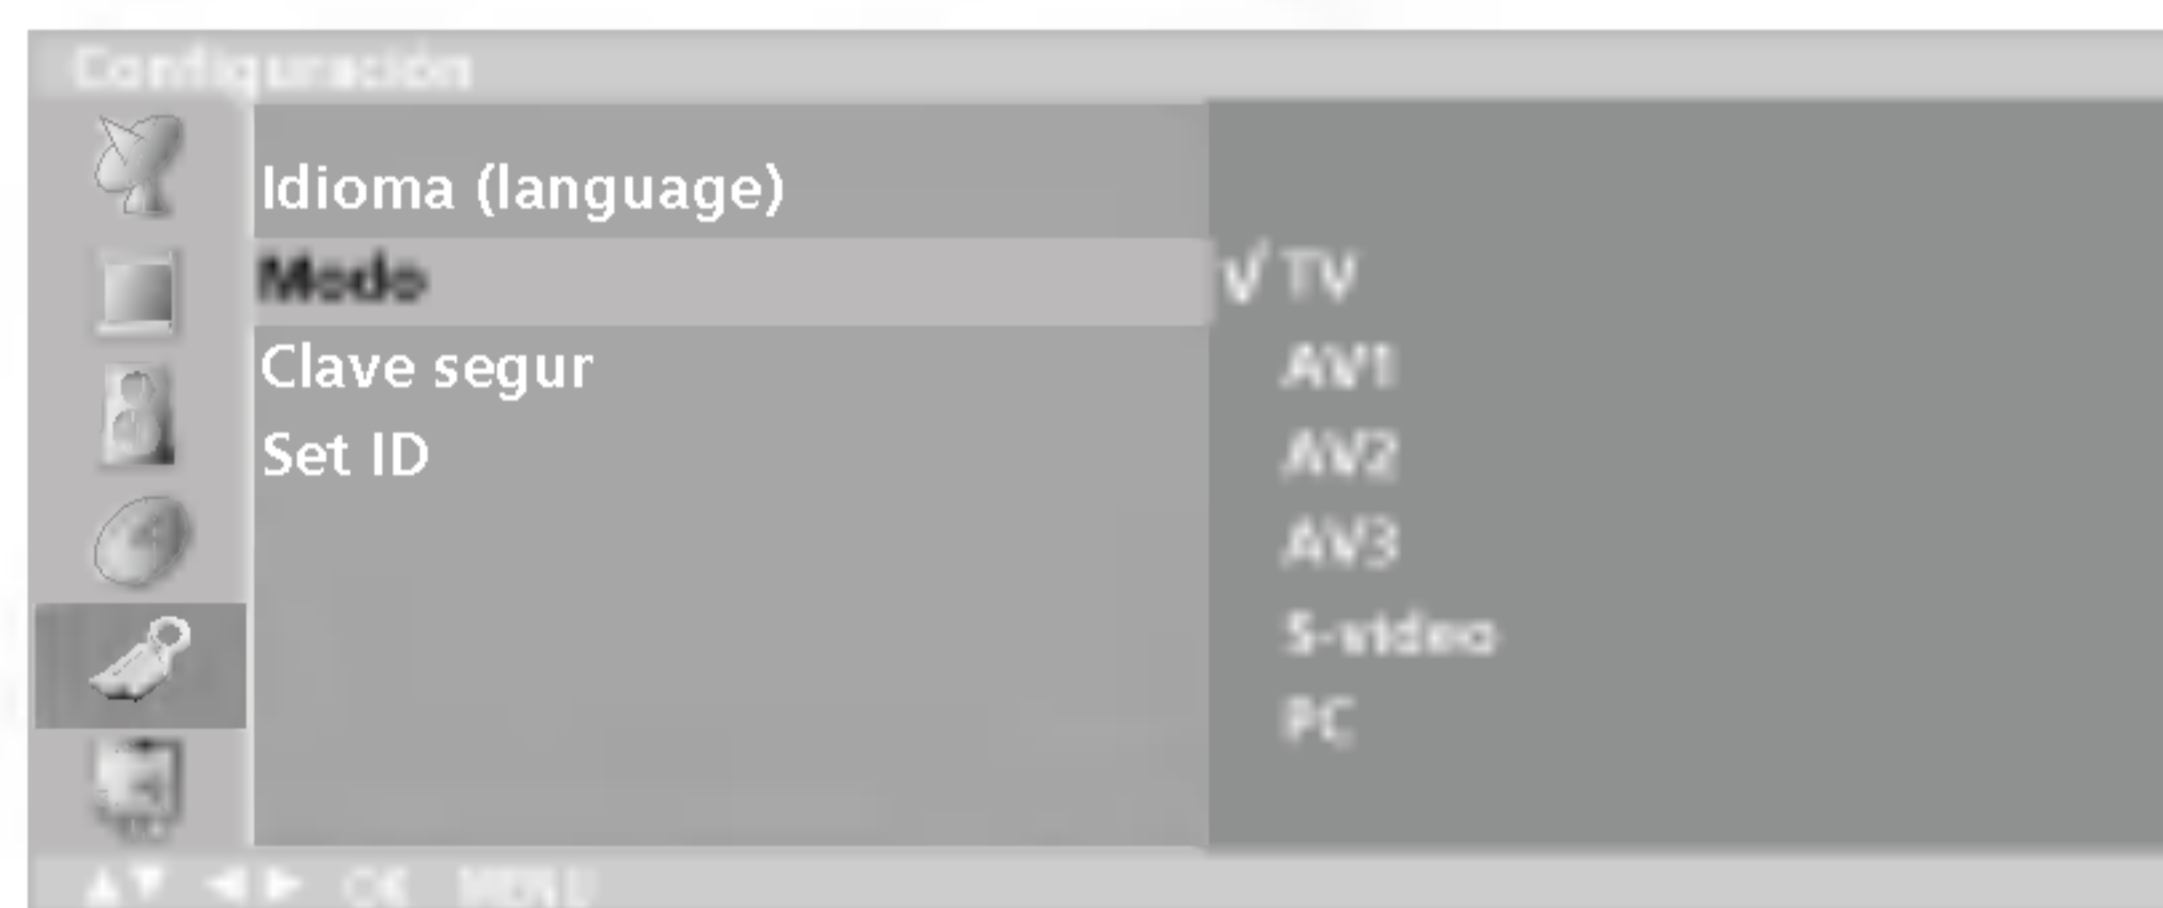 Configuración
Idioma (language)
Modo √ TV
Clave segur AV1
Set ID AV2
AV3
S-video
PC
▲▼ ◀▶ OK MENU